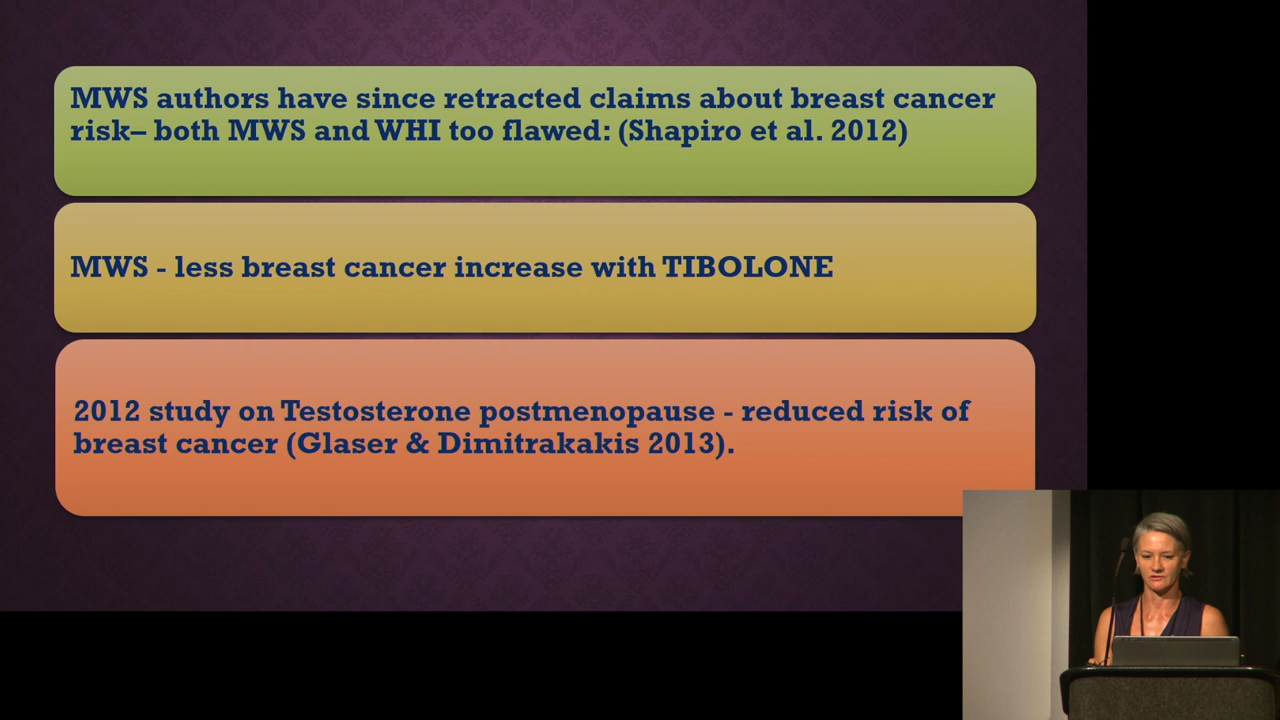 MWS authors have since retracted claims about breast cancer
risk– both MWS and WHI too flawed: (Shapiro et al. 2012)
MWS - less breast cancer increase with TIBOLONE
2012 study on Testosterone postmenopause - reduced risk of
breast cancer (Glaser & Dimitrakakis 2013).